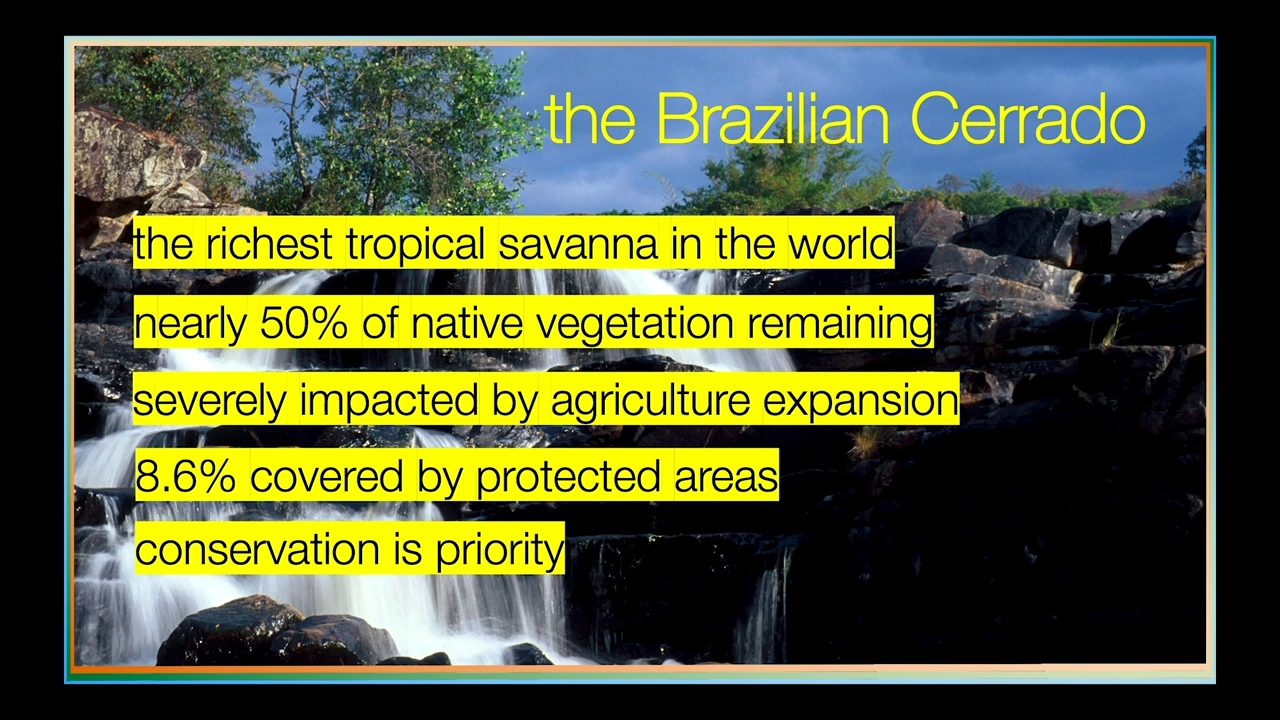 the Brazilian Cerrado
the richest tropical savanna in the world
nearly 50% of native vegetation remaining
severely impacted by agriculture expansion
8.6% covered by protected areas
conservation is priority